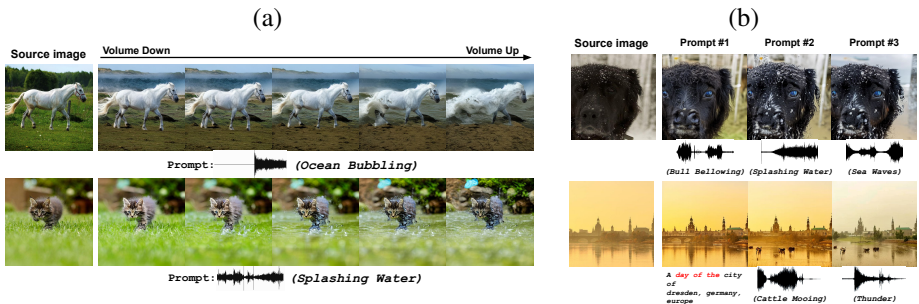 (a)
Source image
Volume Down
Volume Up
Prompt:
(Ocean Bubbling)
Prompt:
(Splashing Water)
(b)
Source image
Prompt #1
Prompt #2
Prompt #3
(Bull Bellowing)
(Splashing Water)
(Sea Waves)
A day of the city
of
dresden, germany,
europe
(Cattle Mooing)
(Thunder)